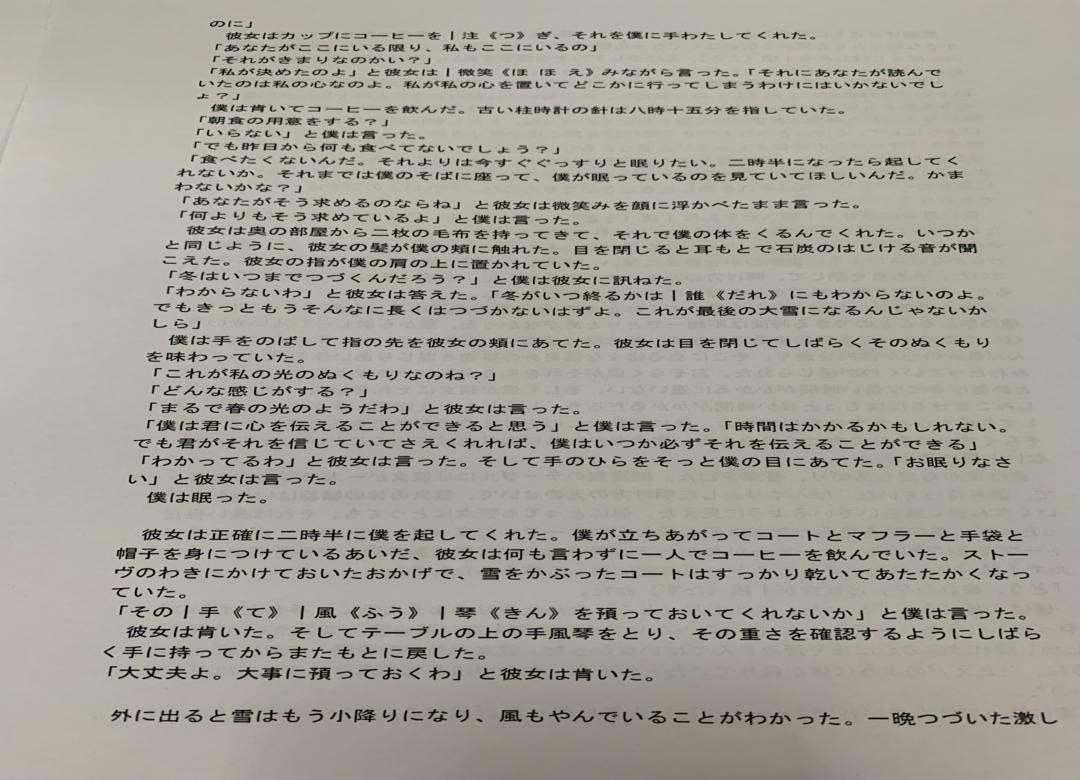 のに」
彼女はカップにコーヒーを｜注《つ》ぎ、それを僕に手わたしてくれた。
「あなたがここにいる限り、私もここにいるの」
「それがきまりなのかい？」
「私が決めたのよ」と彼女は｜微笑《ほ ほ え》みながら言った。「それにあなたが読んで
いたのは私の心なのよ。私が私の心を置いてどこかに行ってしまうわけにはいかないでし
ょ？」
僕は肯いてコーヒーを飲んだ。古い柱時計の針は八時十五分を指していた。
「朝食の用意をする？」
「いらない」と僕は言った。
「でも昨日から何も食べてないでしょう？」
「食べたくないんだ。それよりは今すぐぐっすりと眠りたい。二時半になったら起してく
れないか。それまでは僕のそばに座って、僕が眠っているのを見ていてほしいんだ。かま
わないかな？」
「あなたがそう求めるのならね」と彼女は微笑みを顔に浮かべたまま言った。
「何よりもそう求めているよ」と僕は言った。
彼女は奥の部屋から二枚の毛布を持ってきて、それで僕の体をくるんでくれた。いつか
と同じように、彼女の髪が僕の頬に触れた。目を閉じると耳もとで石炭のはじける音が聞
こえた。彼女の指が僕の肩の上に置かれていた。
「冬はいつまでつづくんだろう？」と僕は彼女に訊ねた。
「わからないわ」と彼女は答えた。「冬がいつ終るかは｜誰《だれ》にもわからないのよ。
でもきっともうそんなに長くはつづかないはずよ。これが最後の大雪になるんじゃないか
しら」
僕は手をのばして指の先を彼女の頬にあてた。彼女は目を閉じてしばらくそのぬくもり
を味わっていた。
「これが私の光のぬくもりなのね？」
「どんな感じがする？」
「まるで春の光のようだわ」と彼女は言った。
「僕は君に心を伝えることができると思う」と僕は言った。「時間はかかるかもしれない。
でも君がそれを信じていてさえくれれば、僕はいつか必ずそれを伝えることができる」
「わかってるわ」と彼女は言った。そして手のひらをそっと僕の目にあてた。「お眠りなさ
い」と彼女は言った。
僕は眠った。
彼女は正確に二時半に僕を起してくれた。僕が立ちあがってコートとマフラーと手袋と
帽子を身につけているあいだ、彼女は何も言わずに一人でコーヒーを飲んでいた。ストー
ヴのわきにかけておいたおかげで、雪をかぶったコートはすっかり乾いてあたたかくなっ
ていた。
「その｜手《て》｜風《ふう》｜琴《きん》を預っておいてくれないか」と僕は言った。
彼女は肯いた。そしてテーブルの上の手風琴をとり、その重さを確認するようにしばら
く手に持ってからまたもとに戻した。
「大丈夫よ。大事に預っておくわ」と彼女は肯いた。
外に出ると雪はもう小降りになり、風もやんでいることがわかった。一晩つづいた激し